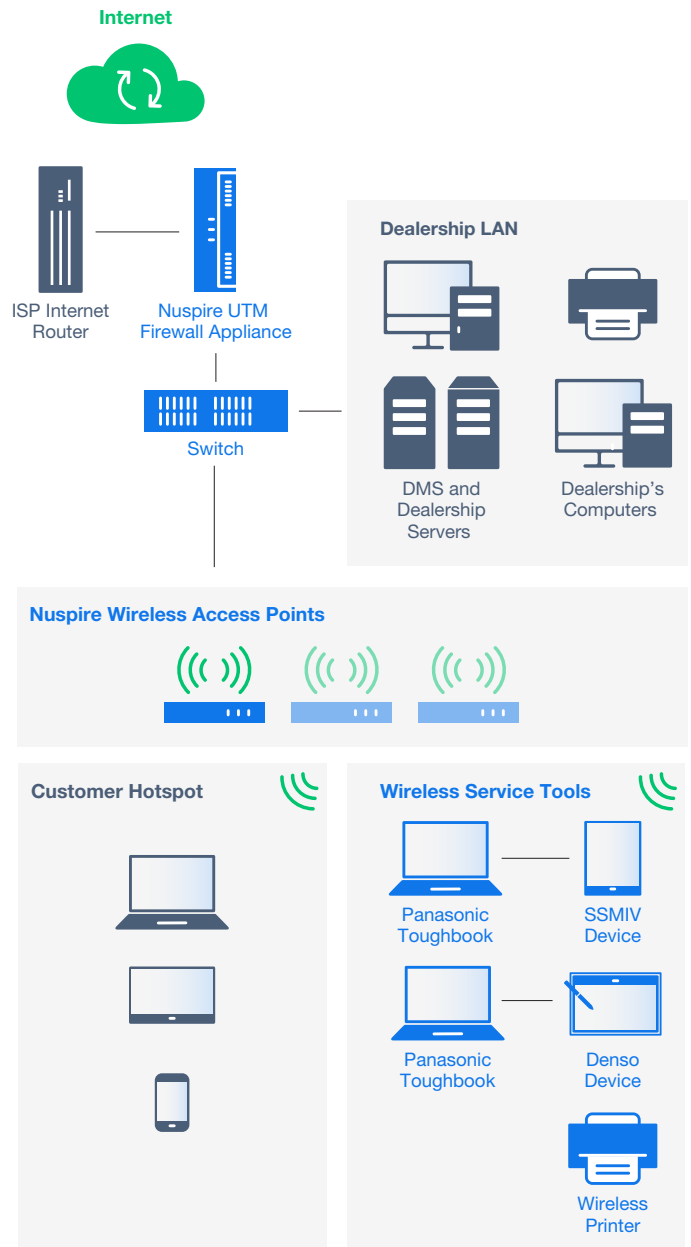 Internet
ISP Internet
Router
Nuspire UTM
Firewall Appliance
Switch
Dealership LAN
DMS and
Dealership
Servers
Dealership's
Computers
Nuspire Wireless Access Points
Customer Hotspot
Wireless Service Tools
Panasonic
Toughbook
SSMIV
Device
Panasonic
Toughbook
Denso
Device
Wireless
Printer